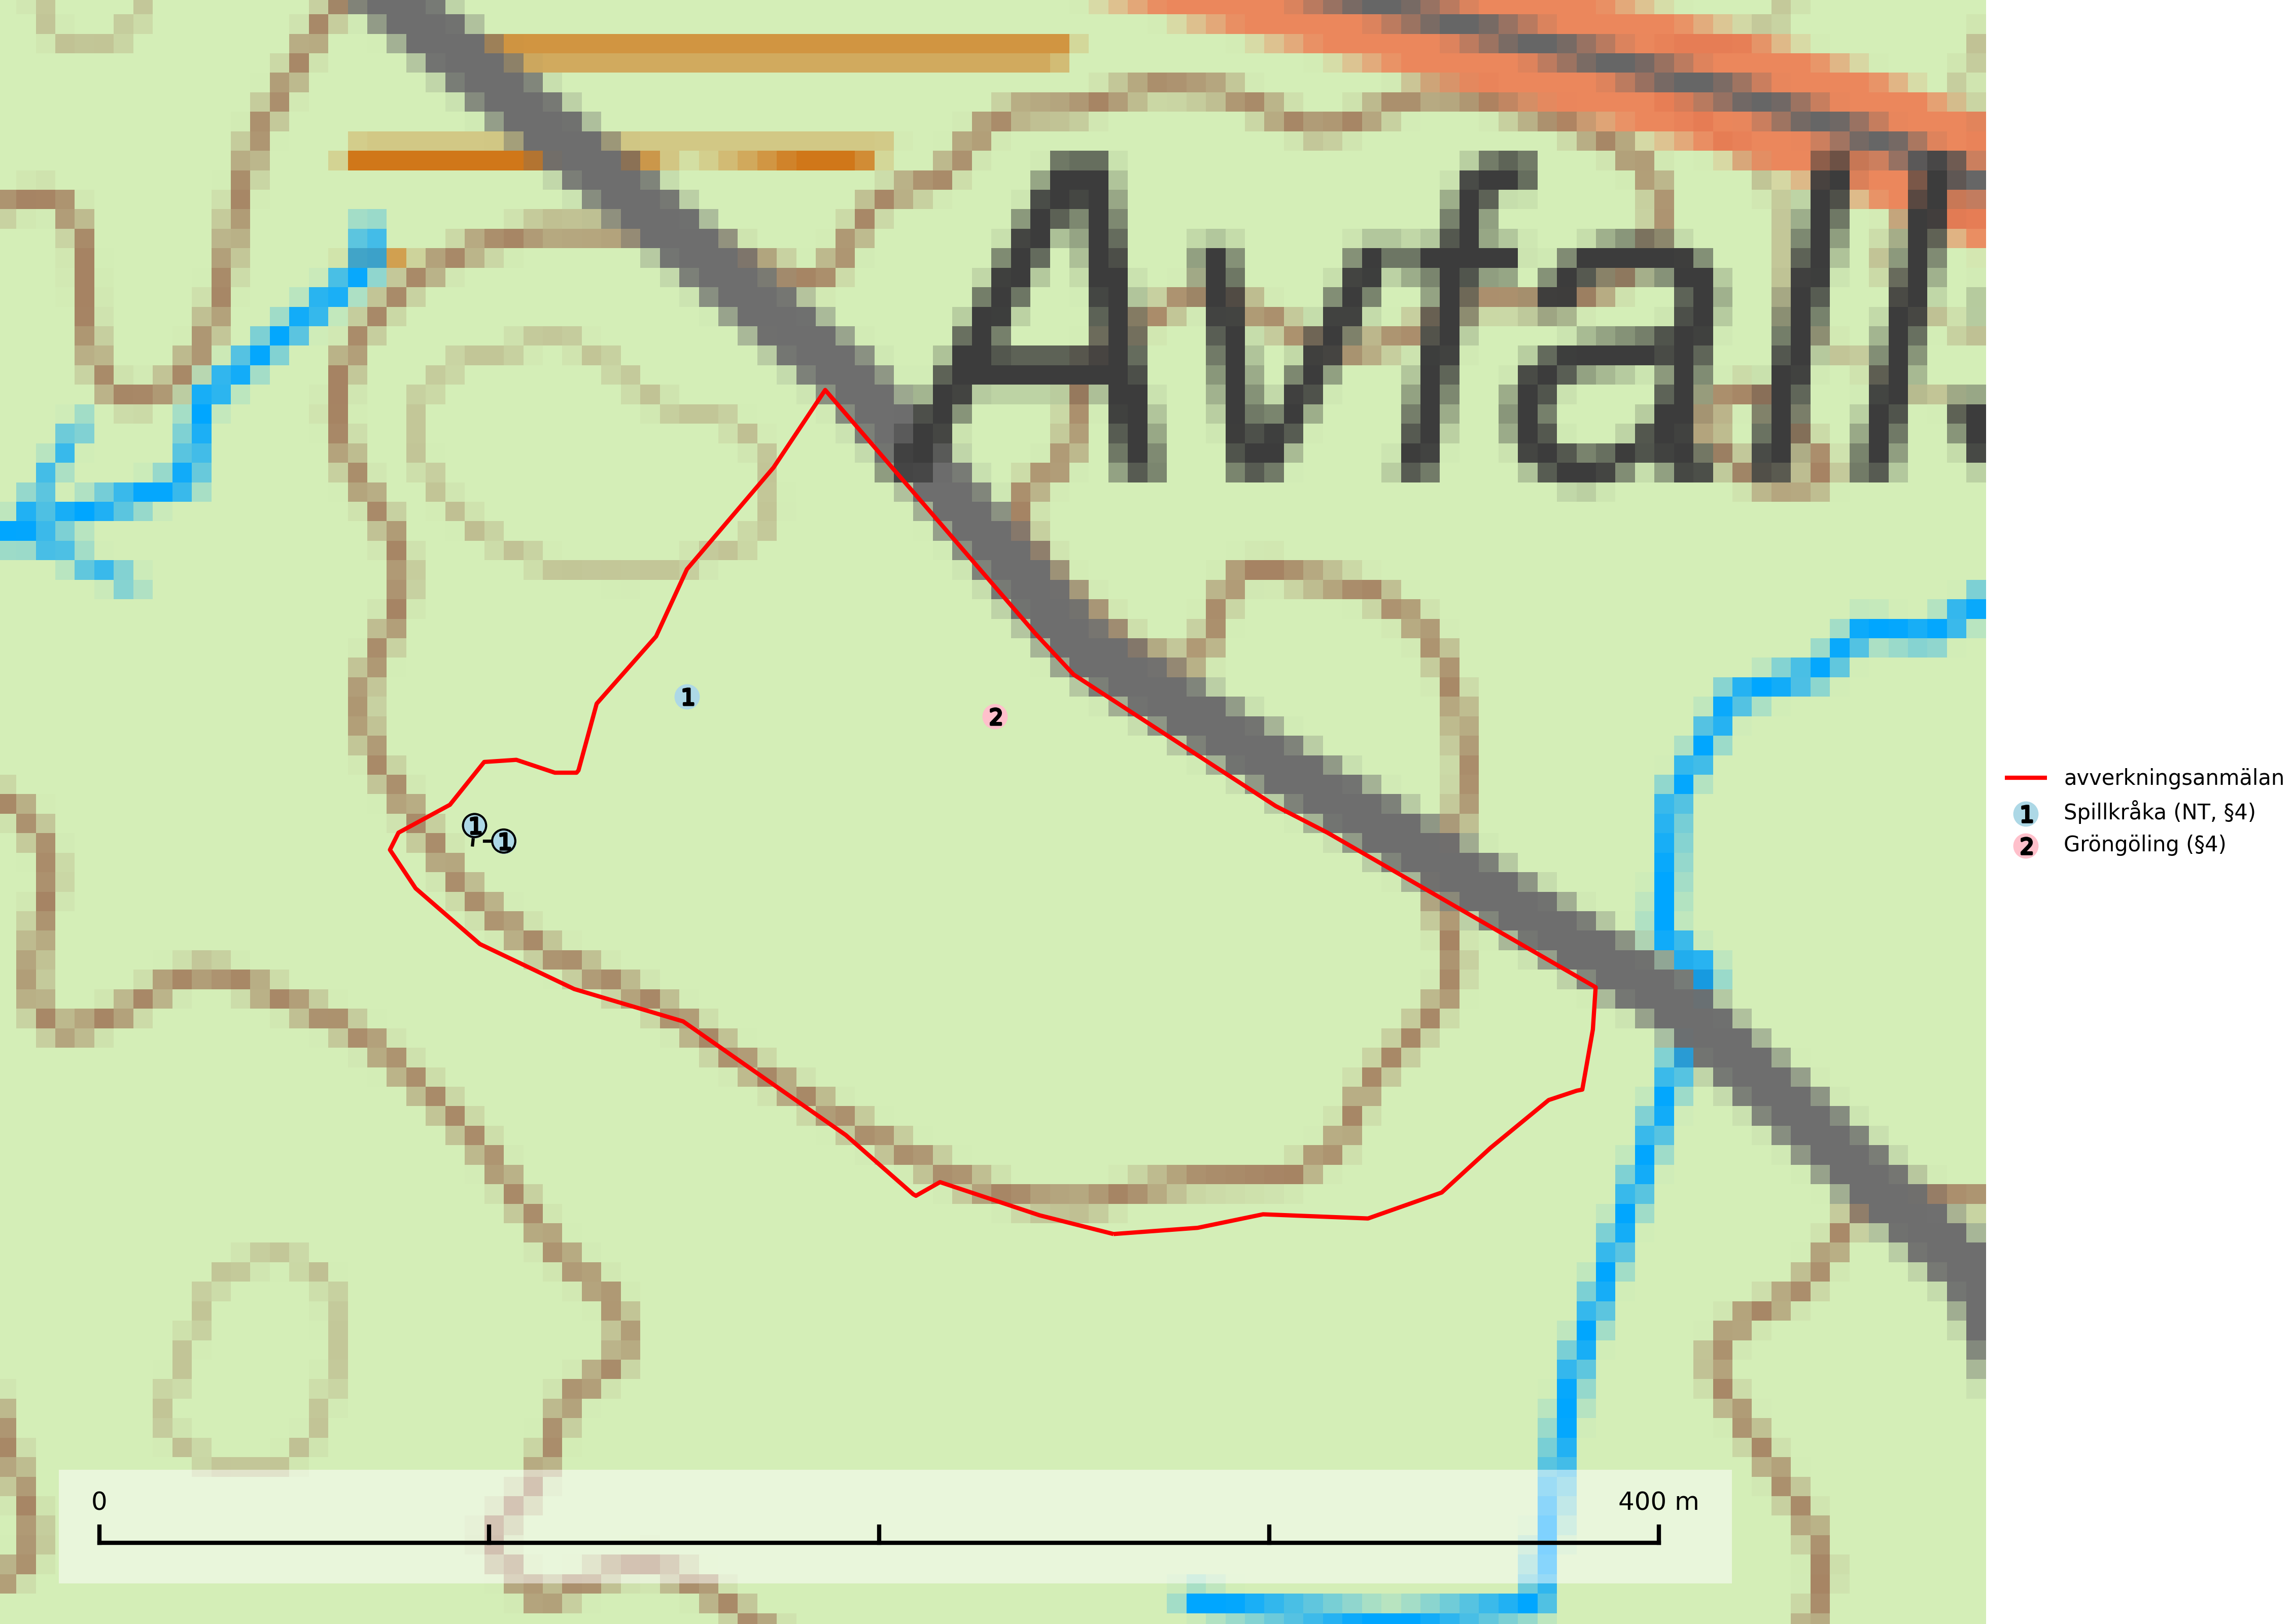 Avfall
1
2
1
1
avverkningsanmälan
1 Spillkråka (NT, §4)
2 Gröngöling (§4)
0 400 m